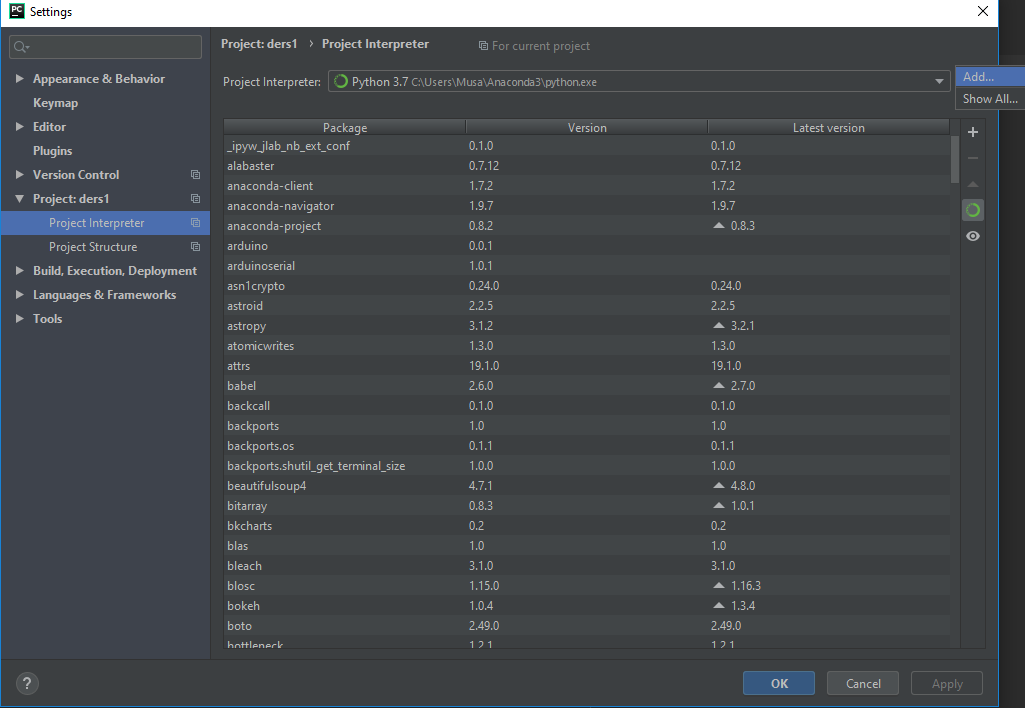 PC Settings
Project: ders1 › Project Interpreter For current project
Appearance & Behavior
Keymap
Editor
Plugins
Version Control
Project: ders1
Project Interpreter
Project Structure
Build, Execution, Deployment
Languages & Frameworks
Tools
Project Interpreter: Python 3.7 C:\Users\Musa\Anaconda3\python.exe
Add...
Show All...
Package Version Latest version
_ipyw_jlab_nb_ext_conf 0.1.0 0.1.0
alabaster 0.7.12 0.7.12
anaconda-client 1.7.2 1.7.2
anaconda-navigator 1.9.7 1.9.7
anaconda-project 0.8.2 0.8.3
arduino 0.0.1
arduinoserial 1.0.1
asn1crypto 0.24.0 0.24.0
astroid 2.2.5 2.2.5
astropy 3.1.2 3.2.1
atomicwrites 1.3.0 1.3.0
attrs 19.1.0 19.1.0
babel 2.6.0 2.7.0
backcall 0.1.0 0.1.0
backports 1.0 1.0
backports.os 0.1.1 0.1.1
backports.shutil_get_terminal_size 1.0.0 1.0.0
beautifulsoup4 4.7.1 4.8.0
bitarray 0.8.3 1.0.1
bkcharts 0.2 0.2
blas 1.0 1.0
bleach 3.1.0 3.1.0
blosc 1.15.0 1.16.3
bokeh 1.0.4 1.3.4
boto 2.49.0 2.49.0
bottleneck 1.2.1 1.2.1
? OK Cancel Apply